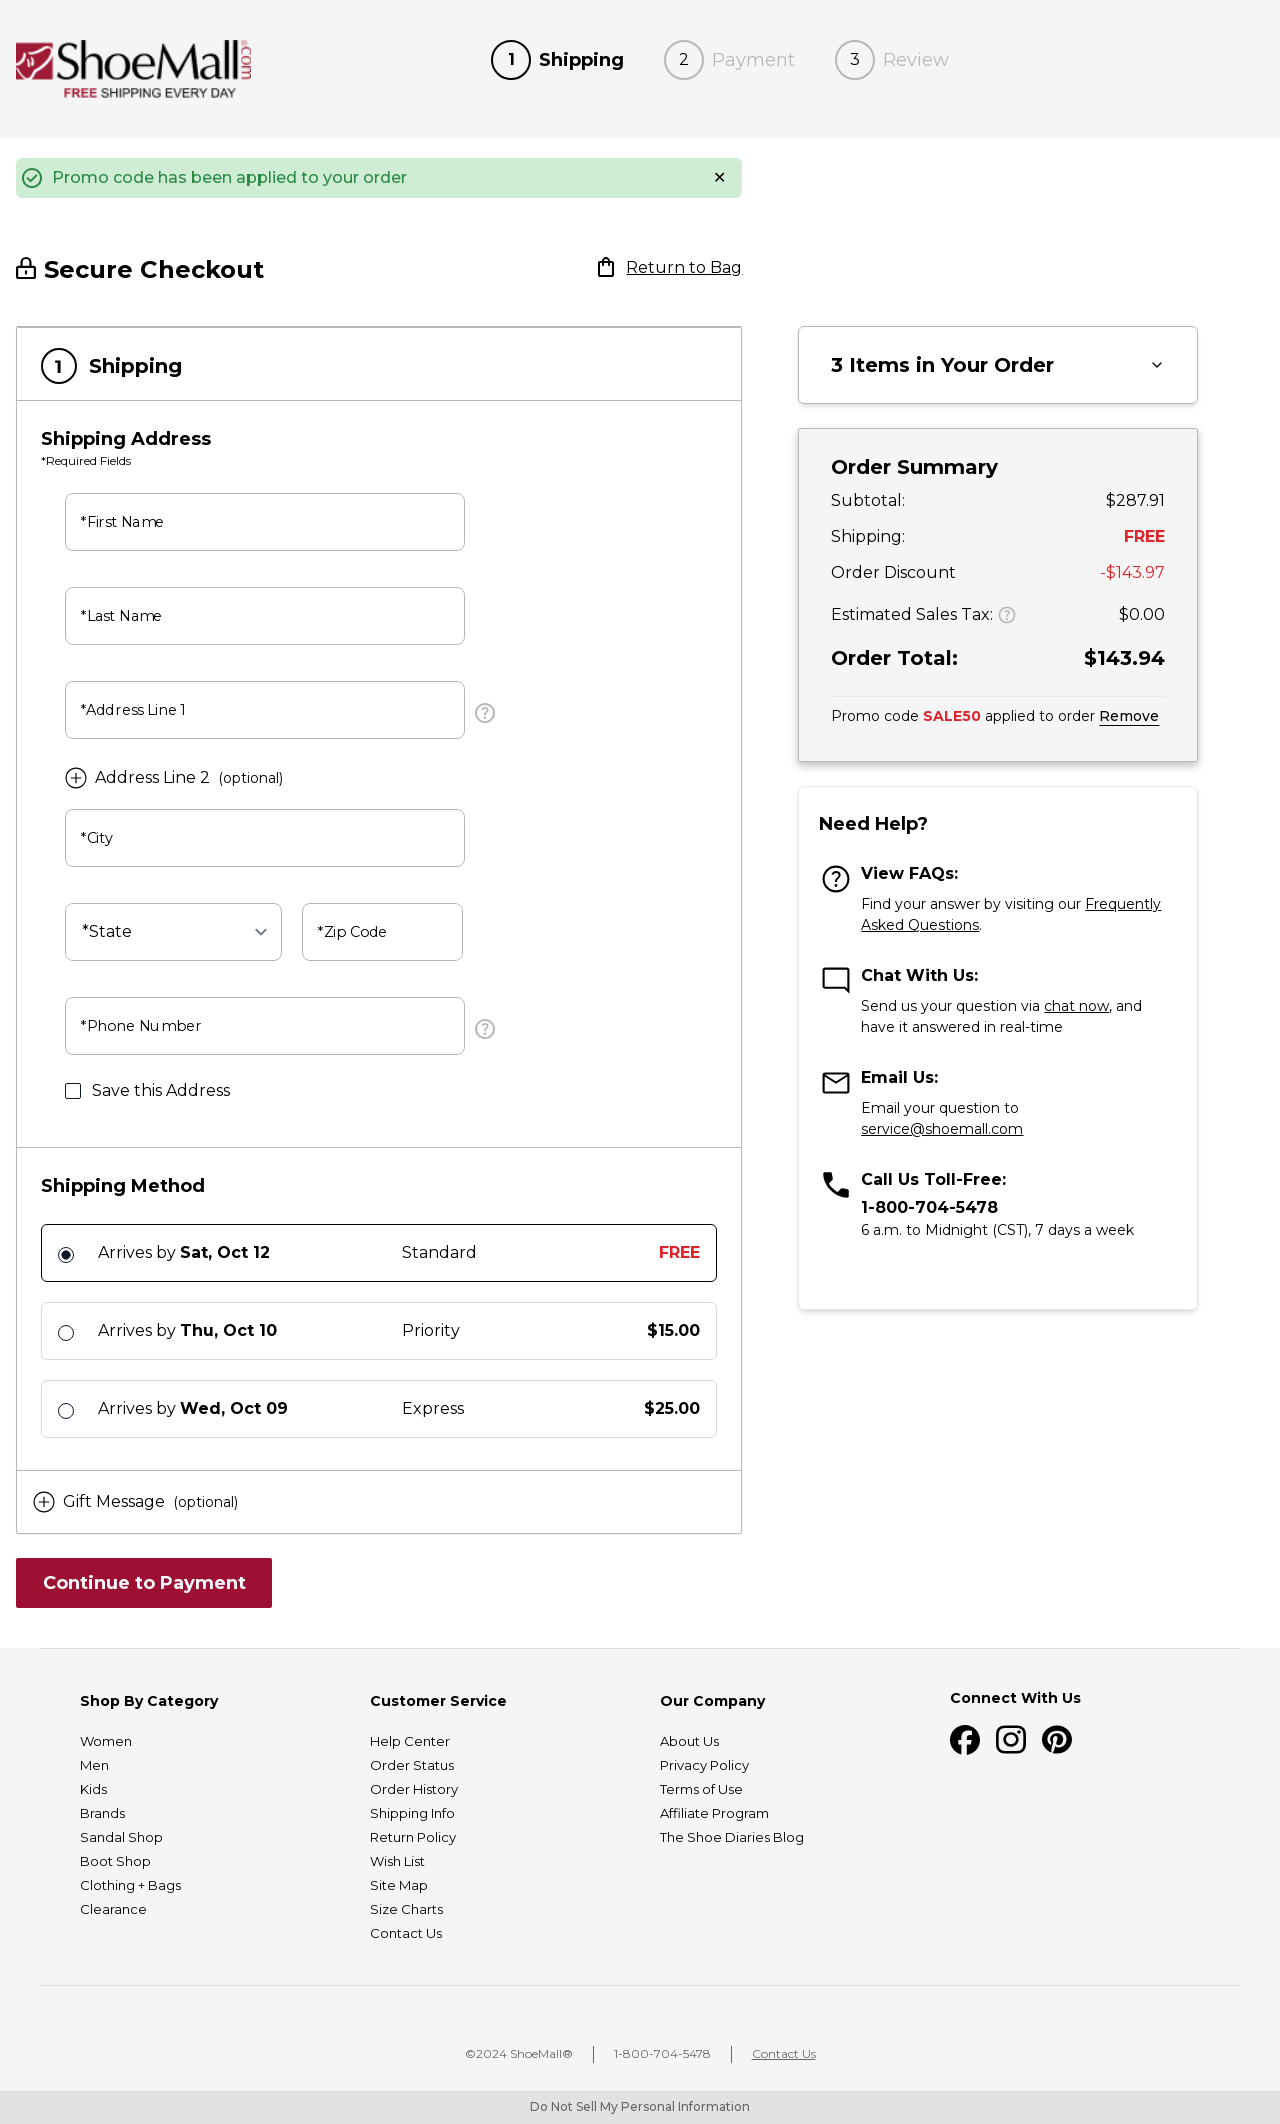 ShoeMall.com
FREE SHIPPING EVERY DAY
1 Shipping 2 Payment 3 Review
Promo code has been applied to your order
Secure Checkout
Return to Bag
1 Shipping
Shipping Address
*Required Fields
*First Name
*Last Name
*Address Line 1
Address Line 2 (optional)
*City
*State
*Zip Code
*Phone Number
Save this Address
Shipping Method
Arrives by Sat, Oct 12 Standard FREE
Arrives by Thu, Oct 10 Priority $15.00
Arrives by Wed, Oct 09 Express $25.00
Gift Message (optional)
Continue to Payment
3 Items in Your Order
Order Summary
Subtotal: $287.91
Shipping: FREE
Order Discount -$143.97
Estimated Sales Tax: $0.00
Order Total: $143.94
Promo code SALE50 applied to order Remove
Need Help?
View FAQs:
Find your answer by visiting our Frequently
Asked Questions.
Chat With Us:
Send us your question via chat now, and
have it answered in real-time
Email Us:
Email your question to
service@shoemall.com
Call Us Toll-Free:
1-800-704-5478
6 a.m. to Midnight (CST), 7 days a week
Shop By Category
Women
Men
Kids
Brands
Sandal Shop
Boot Shop
Clothing + Bags
Clearance
Customer Service
Help Center
Order Status
Order History
Shipping Info
Return Policy
Wish List
Site Map
Size Charts
Contact Us
Our Company
About Us
Privacy Policy
Terms of Use
Affiliate Program
The Shoe Diaries Blog
Connect With Us
©2024 ShoeMall® 1-800-704-5478 Contact Us
Do Not Sell My Personal Information